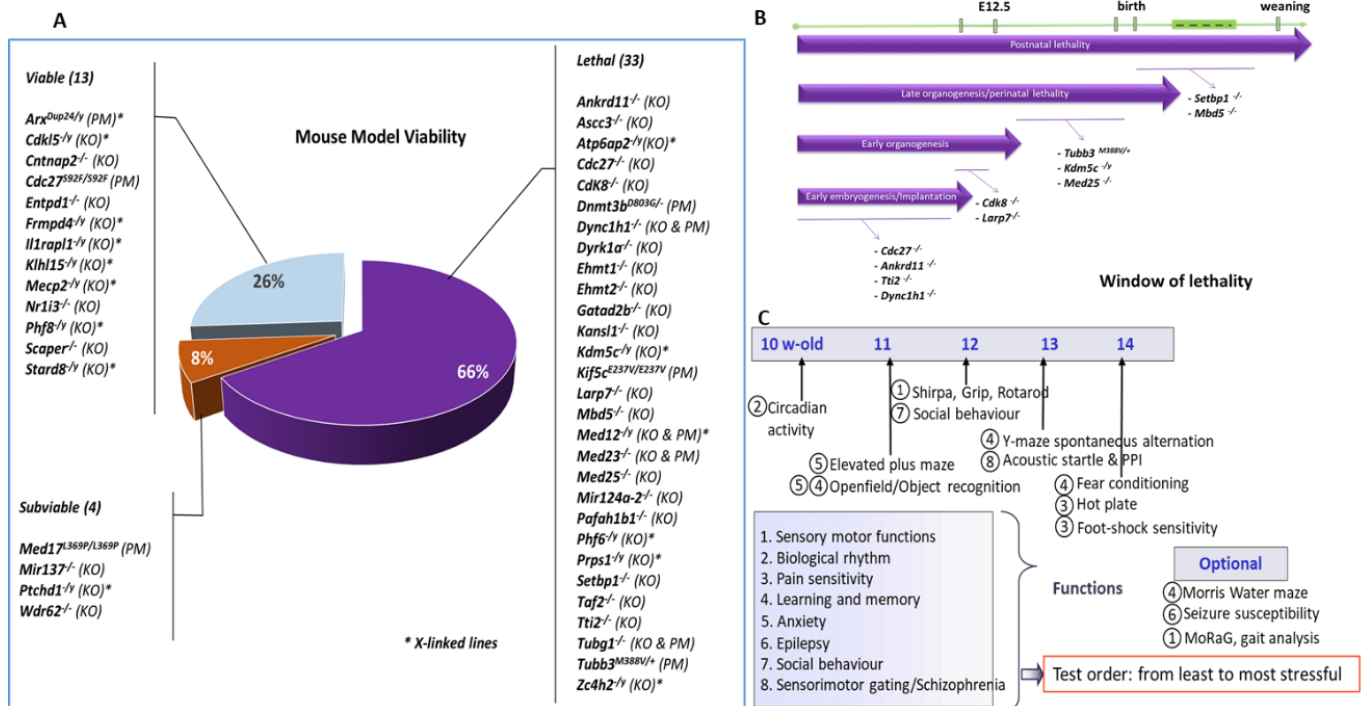 A
Viable (13)
Arx^Dup24/y (PM)*
Cdkl5^-/y (KO)*
Cntnap2^-/- (KO)
Cdc27^S92F/S92F (PM)
Entpd1^-/- (KO)
Frmpd4^-/y (KO)*
Il1rapl1^-/y (KO)*
Klhl15^-/y (KO)*
Mecp2^-/y (KO)*
Nr1i3^-/- (KO)
Phf8^-/y (KO)*
Scaper^-/- (KO)
Stard8^-/y (KO)*
Subviable (4)
Med17^L369P/L369P (PM)
Mir137^-/- (KO)
Ptchd1^-/y (KO)*
Wdr62^-/- (KO)
Mouse Model Viability
26%
8%
66%
* X-linked lines
Lethal (33)
Ankrd11^-/- (KO)
Ascc3^-/- (KO)
Atp6ap2^-/y (KO)*
Cdc27^-/- (KO)
CdK8^-/- (KO)
Dnmt3b^D803G/- (PM)
Dync1h1^-/- (KO & PM)
Dyrk1a^-/- (KO)
Ehmt1^-/- (KO)
Ehmt2^-/- (KO)
Gatad2b^-/- (KO)
Kansl1^-/- (KO)
Kdm5c^-/y (KO)*
Kif5c^E237V/E237V (PM)
Larp7^-/- (KO)
Mbd5^-/- (KO)
Med12^-/y (KO & PM)*
Med23^-/- (KO & PM)
Med25^-/- (KO)
Mir124a-2^-/- (KO)
Pafah1b1^-/- (KO)
Phf6^-/y (KO)*
Prps1^-/y (KO)*
Setbp1^-/- (KO)
Taf2^-/- (KO)
Tti2^-/- (KO)
Tubg1^-/- (KO & PM)
Tubb3^M388V/+ (PM)
Zc4h2^-/y (KO)*
B
E12.5
birth
weaning
Postnatal lethality
Late organogenesis/perinatal lethality
- Setbp1 ^-/-
- Mbd5 ^-/-
Early organogenesis
- Tubb3 ^M388V/+
- Kdm5c ^-/y
- Med25 ^-/-
Early embryogenesis/Implantation
- Cdk8 ^-/-
- Larp7^-/-
- Cdc27 ^-/-
- Ankrd11 ^-/-
- Tti2 ^-/-
- Dync1h1 ^-/-
Window of lethality
C
10 w-old 11 12 13 14
② Circadian
activity
① Shirpa, Grip, Rotarod
⑦ Social behaviour
⑤ Elevated plus maze
⑤ ④ Openfield/Object recognition
④ Y-maze spontaneous alternation
⑧ Acoustic startle & PPI
④ Fear conditioning
③ Hot plate
③ Foot-shock sensitivity
1. Sensory motor functions
2. Biological rhythm
3. Pain sensitivity
4. Learning and memory
5. Anxiety
6. Epilepsy
7. Social behaviour
8. Sensorimotor gating/Schizophrenia
Functions
Optional
④ Morris Water maze
⑥ Seizure susceptibility
① MoRaG, gait analysis
Test order: from least to most stressful